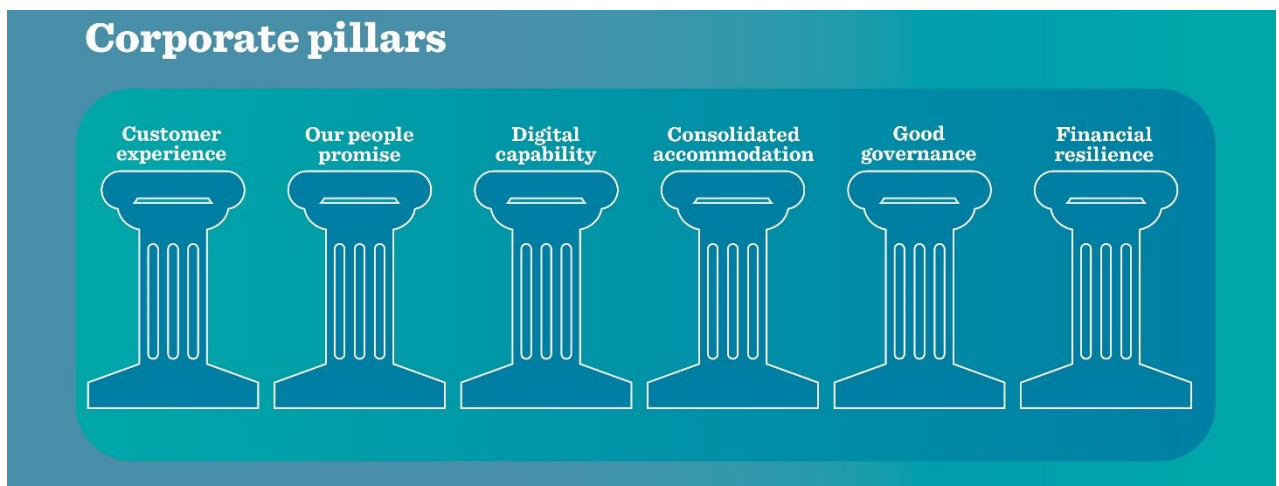 Corporate pillars
Customer
experience
Our people
promise
Digital
capability
Consolidated
accommodation
Good
governance
Financial
resilience